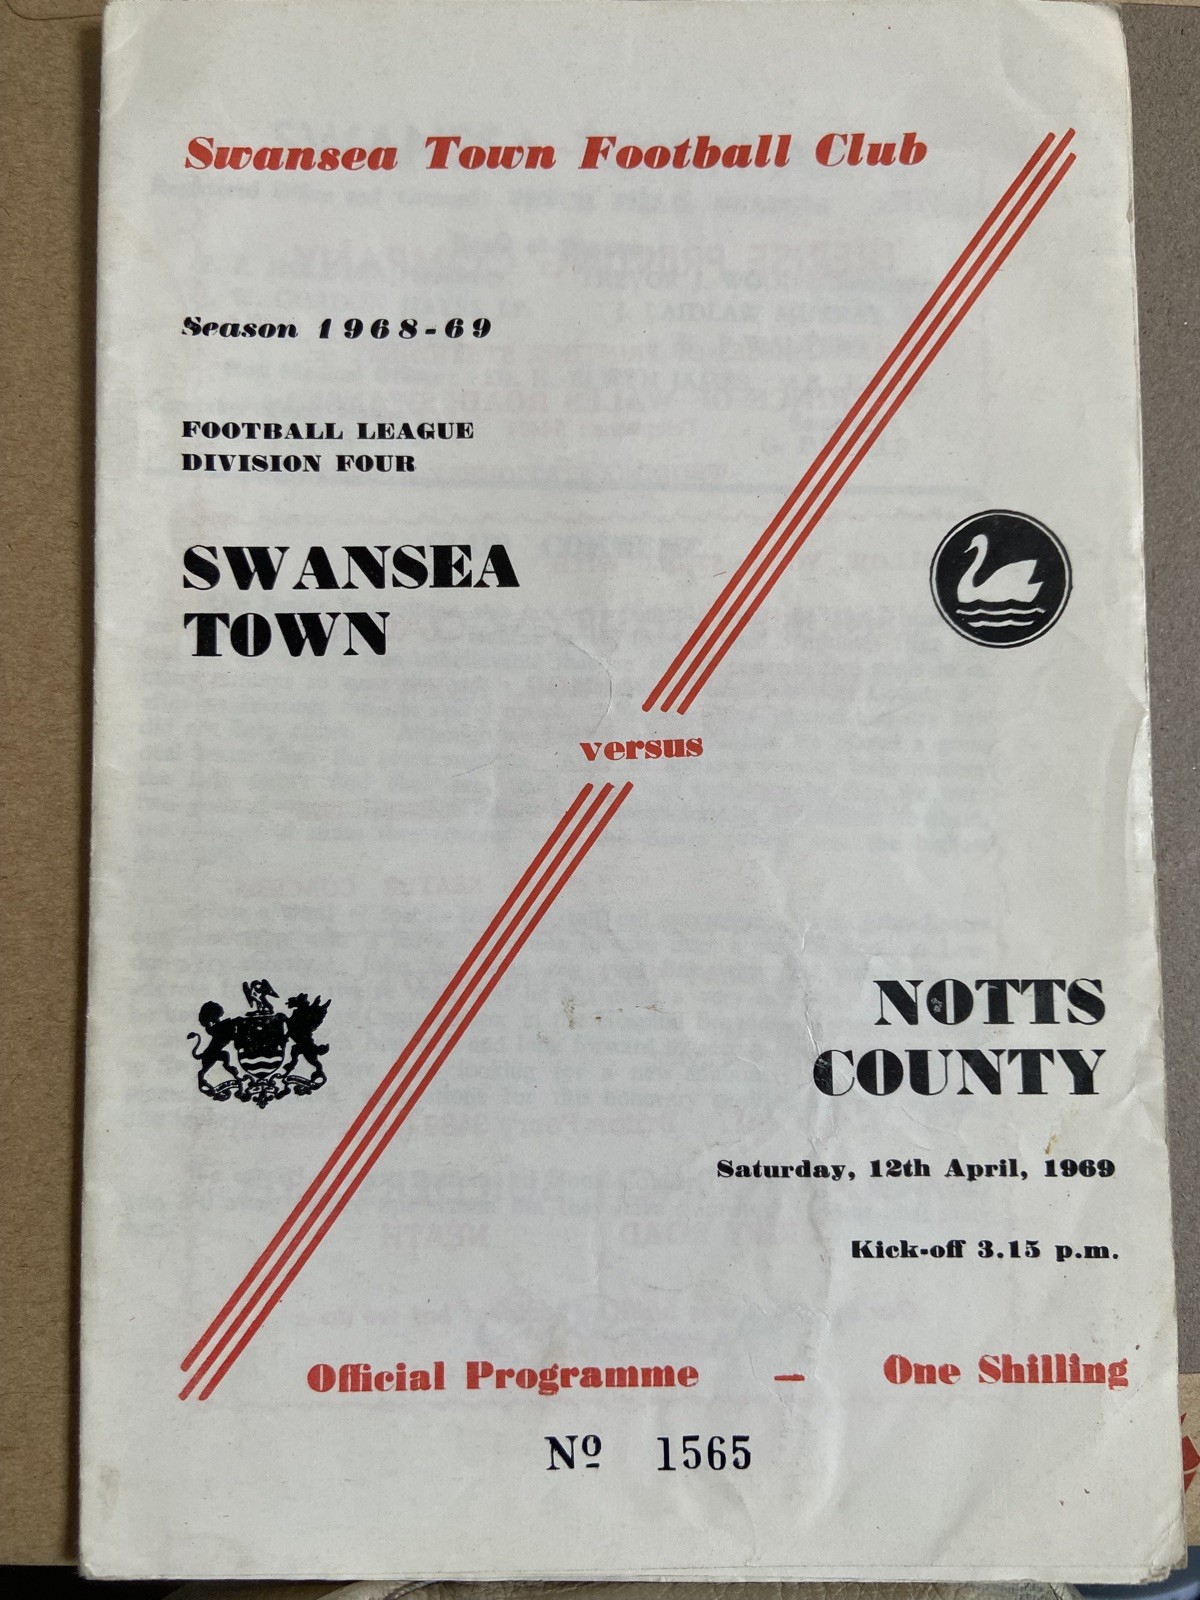 Swansea Town Football Club
Season 1968-69
FOOTBALL LEAGUE
DIVISION FOUR
SWANSEA
TOWN
versus
NOTTS
COUNTY
Saturday, 12th April, 1969
Kick-off 3.15 p.m.
Official Programme — One Shilling
Nº 1565